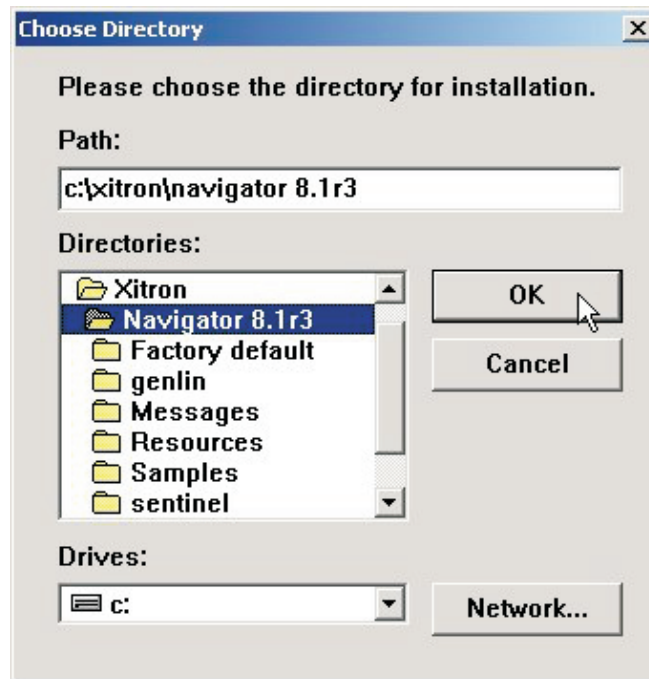 Choose Directory
Please choose the directory for installation.
Path:
c:\xitron\navigator 8.1r3
Directories:
Xitron
Navigator 8.1r3
Factory default
genlin
Messages
Resources
Samples
sentinel
OK
Cancel
Drives:
c:
Network...